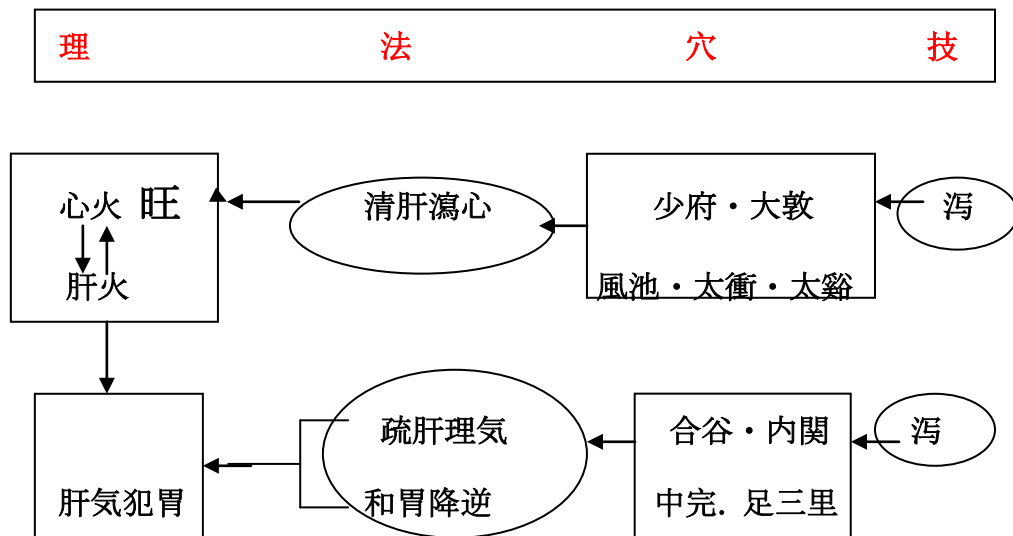 理 法 穴 技
心火 旺 清肝瀉心 少府・大敦 泻
肝火 風池・太衝・太谿
疏肝理気 合谷・内関 泻
肝気犯胃 和胃降逆 中完. 足三里